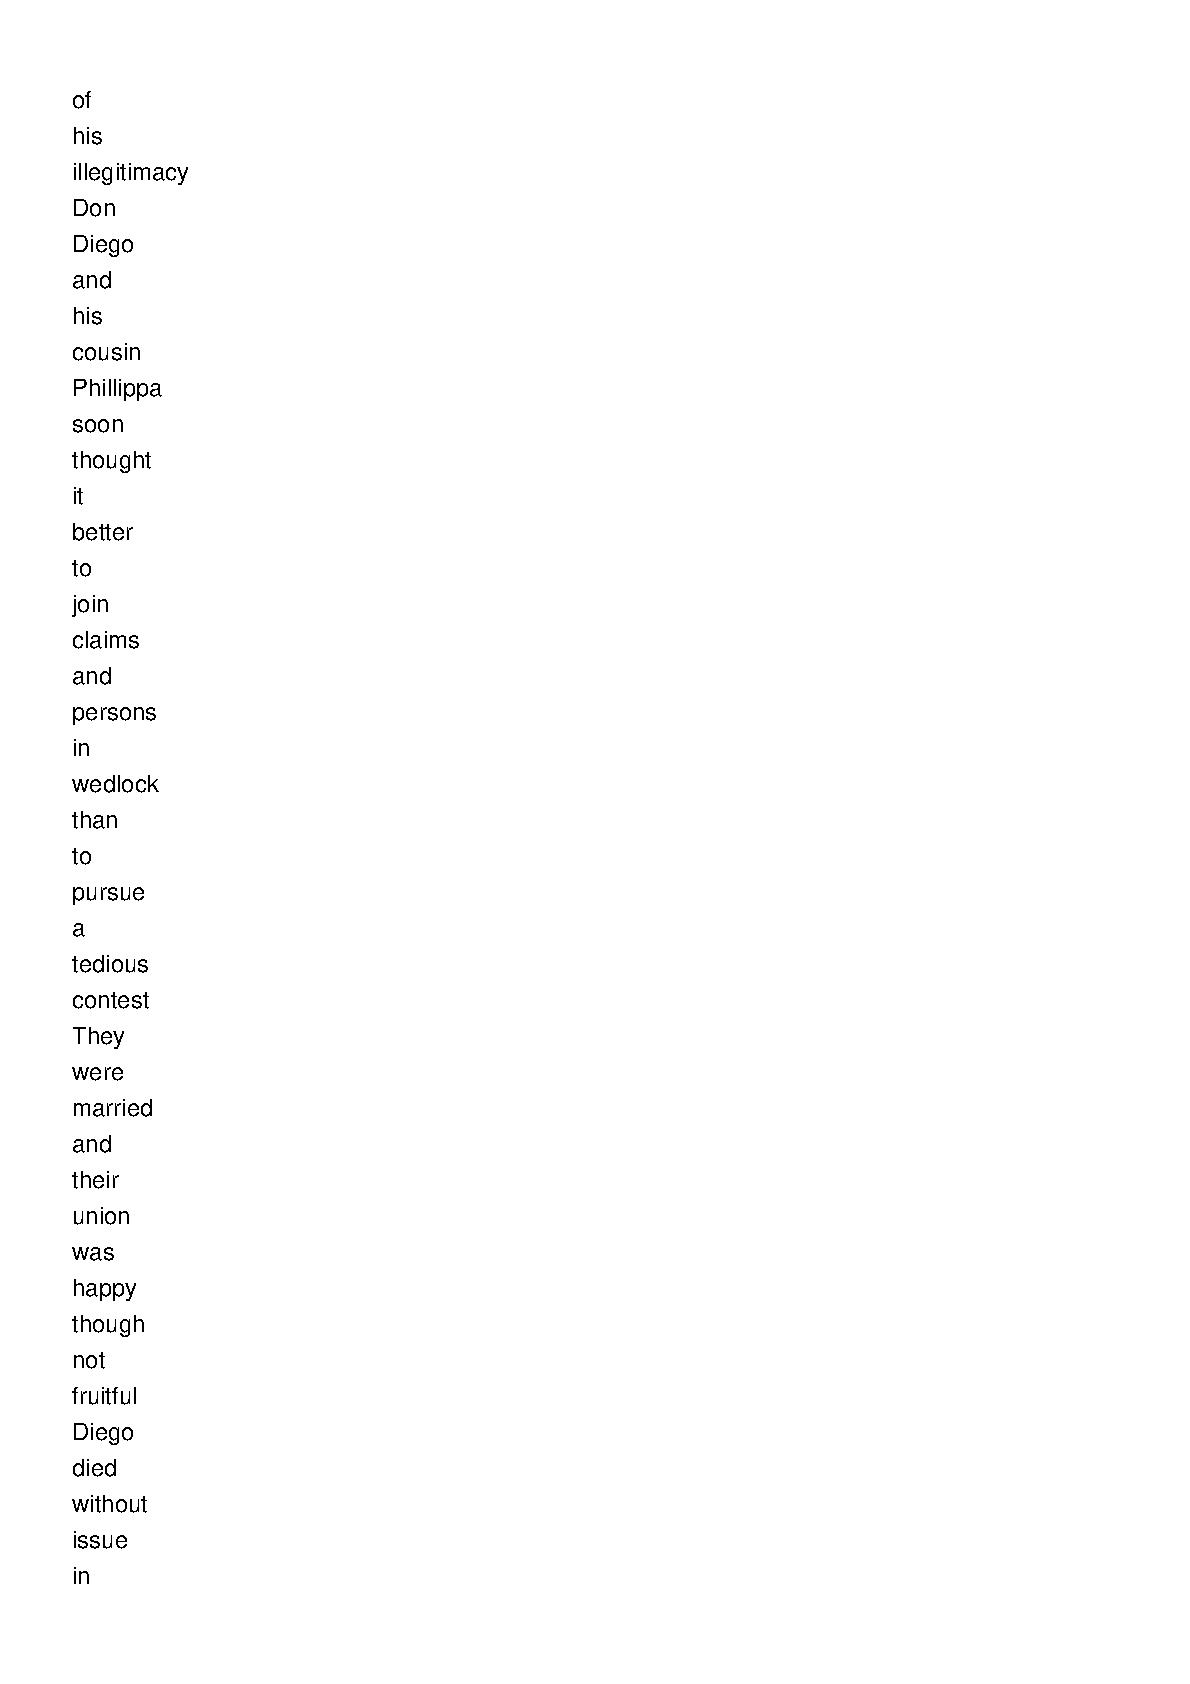 of
his
illegitimacy
Don
Diego
and
his
cousin
Phillippa
soon
thought
it
better
to
join
claims
and
persons
in
wedlock
than
to
pursue
a
tedious
contest
They
were
married
and
their
union
was
happy
though
not
fruitful
Diego
died
without
issue
in